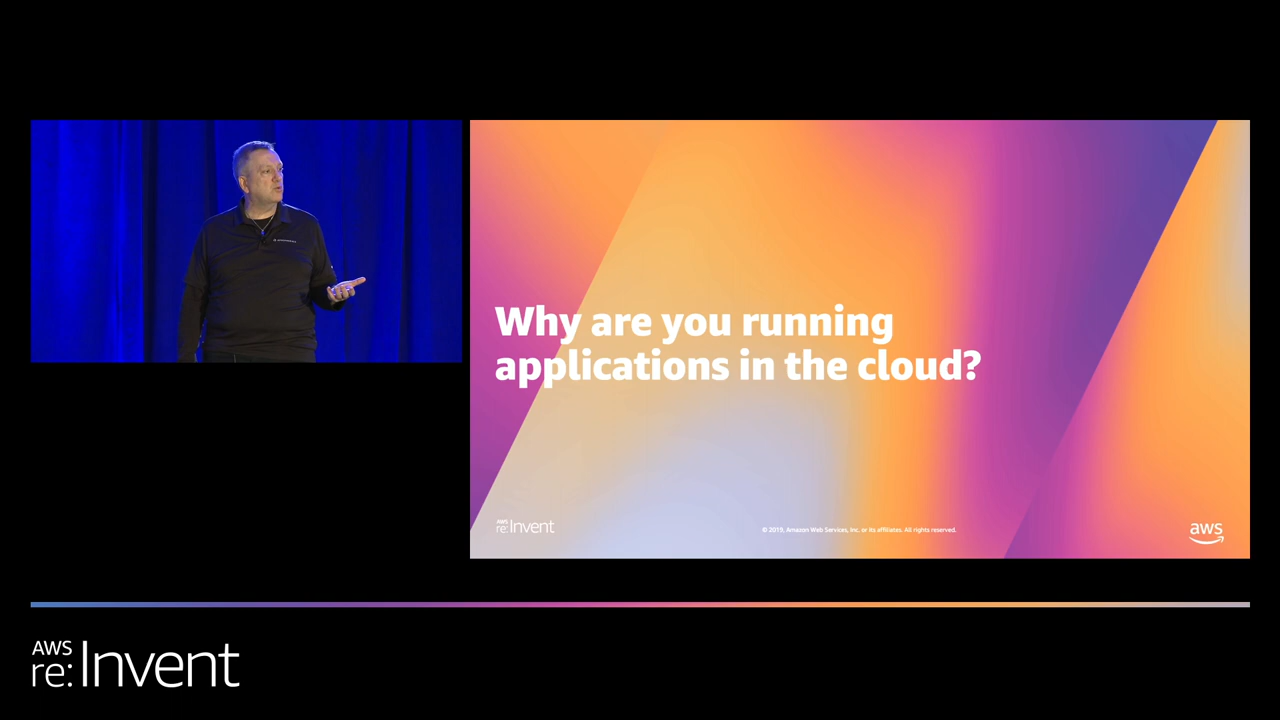 Why are you running
applications in the cloud?
AWS
re:Invent
© 2019, Amazon Web Services, Inc. or its affiliates. All rights reserved.
aws
AWS
re:Invent